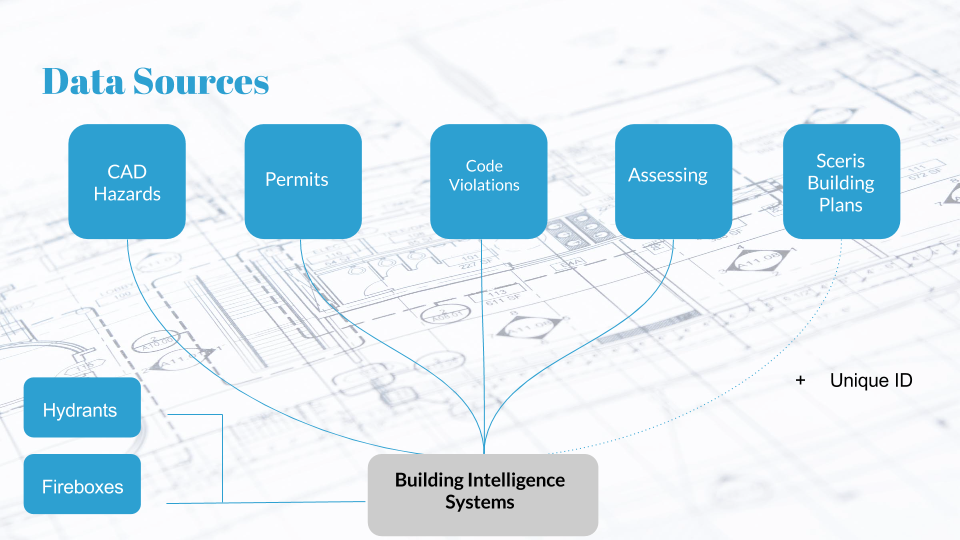 Data Sources
CAD
Hazards
Permits
Code
Violations
Assessing
Sceris
Building
Plans
+ Unique ID
Hydrants
Fireboxes
Building Intelligence
Systems